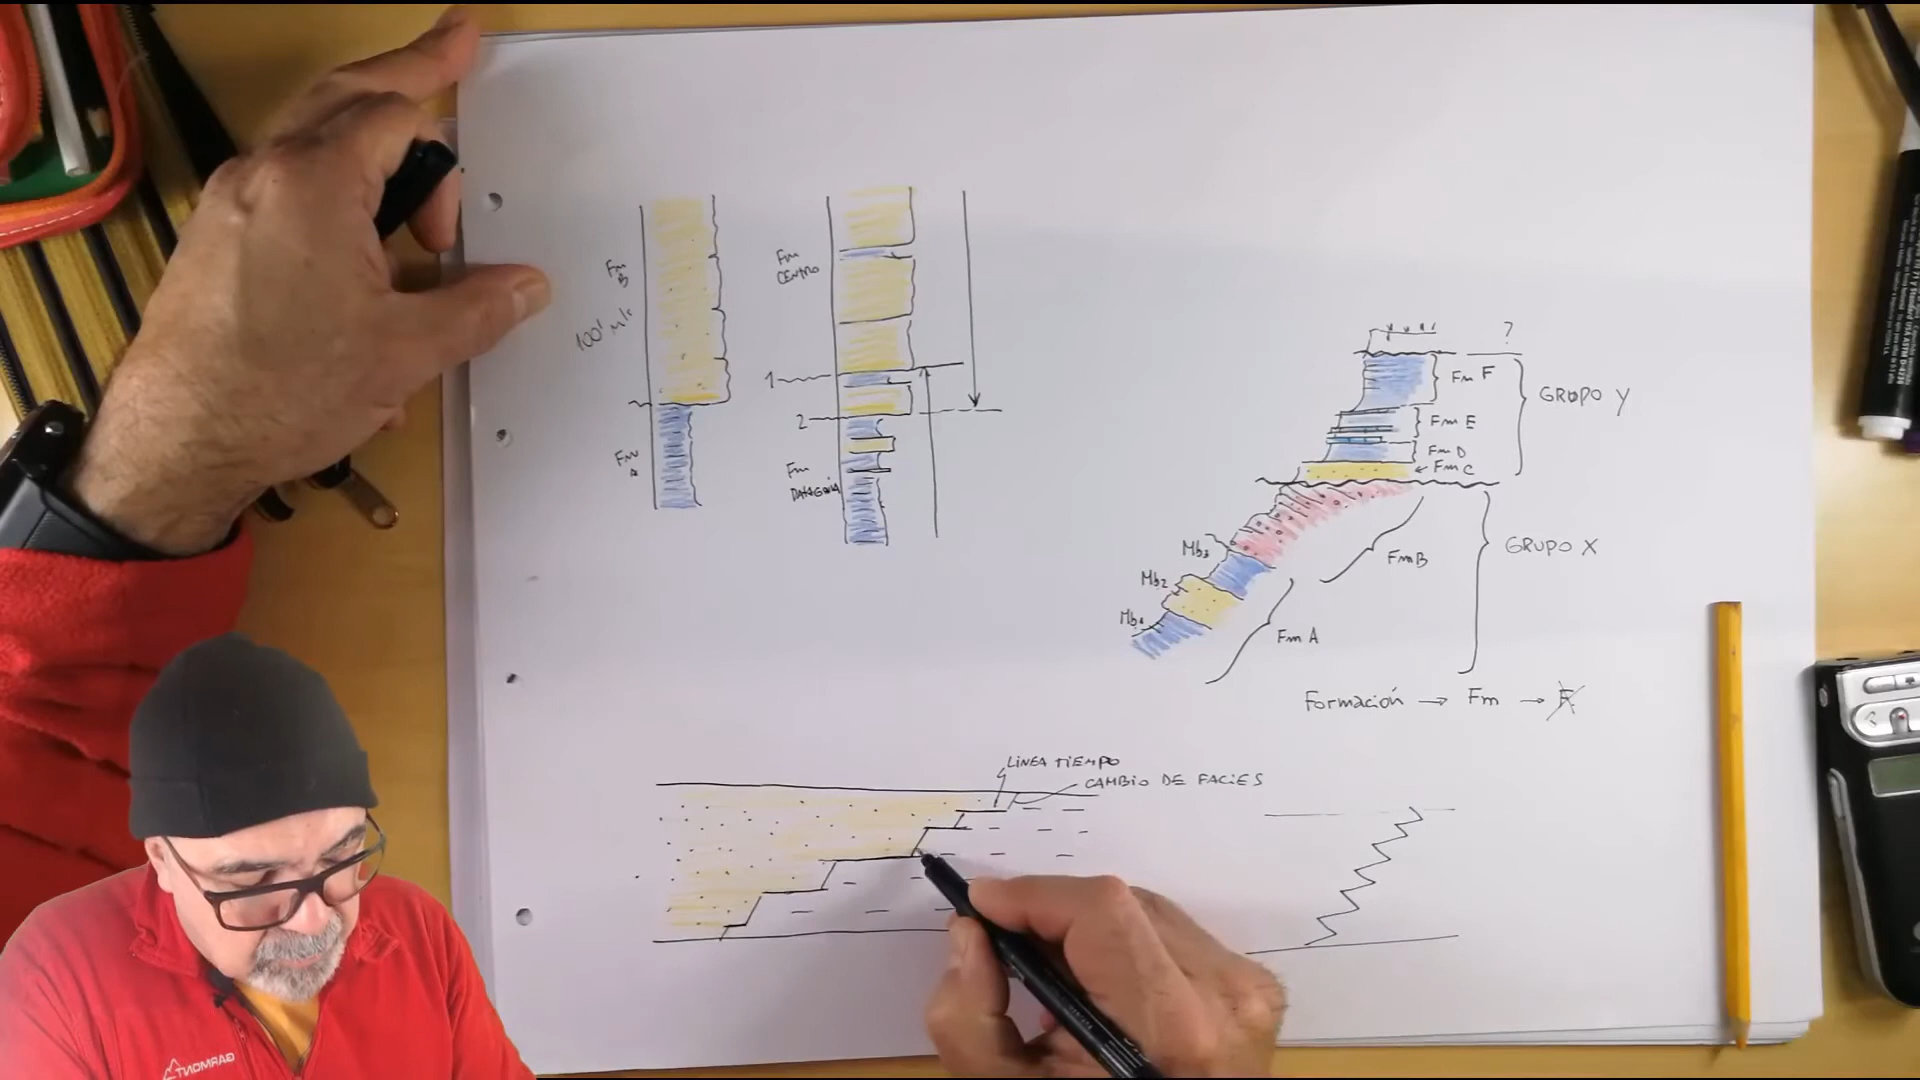 Fm
B
100' m/s
Fm
A
Fm
CENTRO
1
2
Fm
PATAGONIA
?
Fm F
GRUPO Y
Fm E
Fm D
Fm C
Mb3
GRUPO X
Fm B
Mb2
Mb1
Fm A
Formación → Fm → F
LINEA TIEMPO
CAMBIO DE FACIES
GARMONT